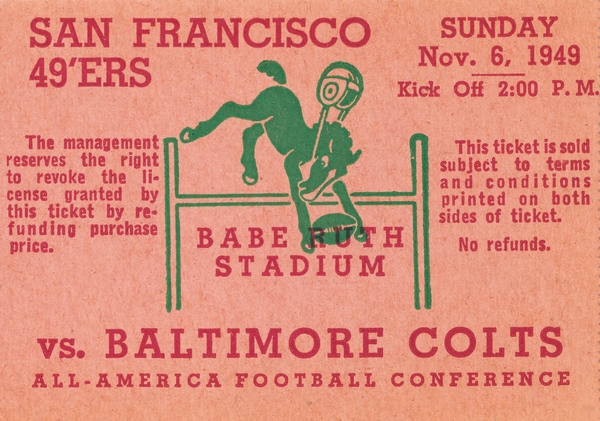 SAN FRANCISCO
49'ERS
SUNDAY
Nov. 6, 1949
Kick Off 2:00 P. M.
The management
reserves the right
to revoke the li-
cense granted by
this ticket by re-
funding purchase
price.
This ticket is sold
subject to terms
and conditions
printed on both
sides of ticket.
No refunds.
BABE RUTH
STADIUM
vs. BALTIMORE COLTS
ALL-AMERICA FOOTBALL CONFERENCE